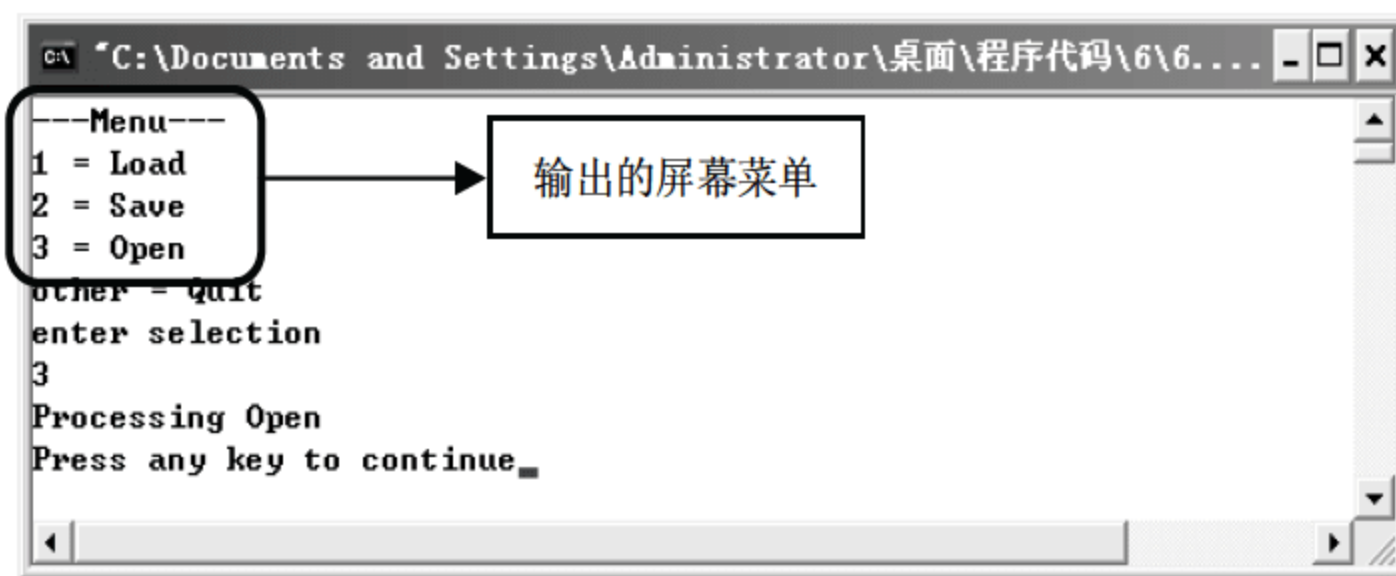 "C:\Documents and Settings\Administrator\桌面\程序代码\6\6....
---Menu---
1 = Load
2 = Save
3 = Open
other = Quit
enter selection
3
Processing Open
Press any key to continue_
输出的屏幕菜单